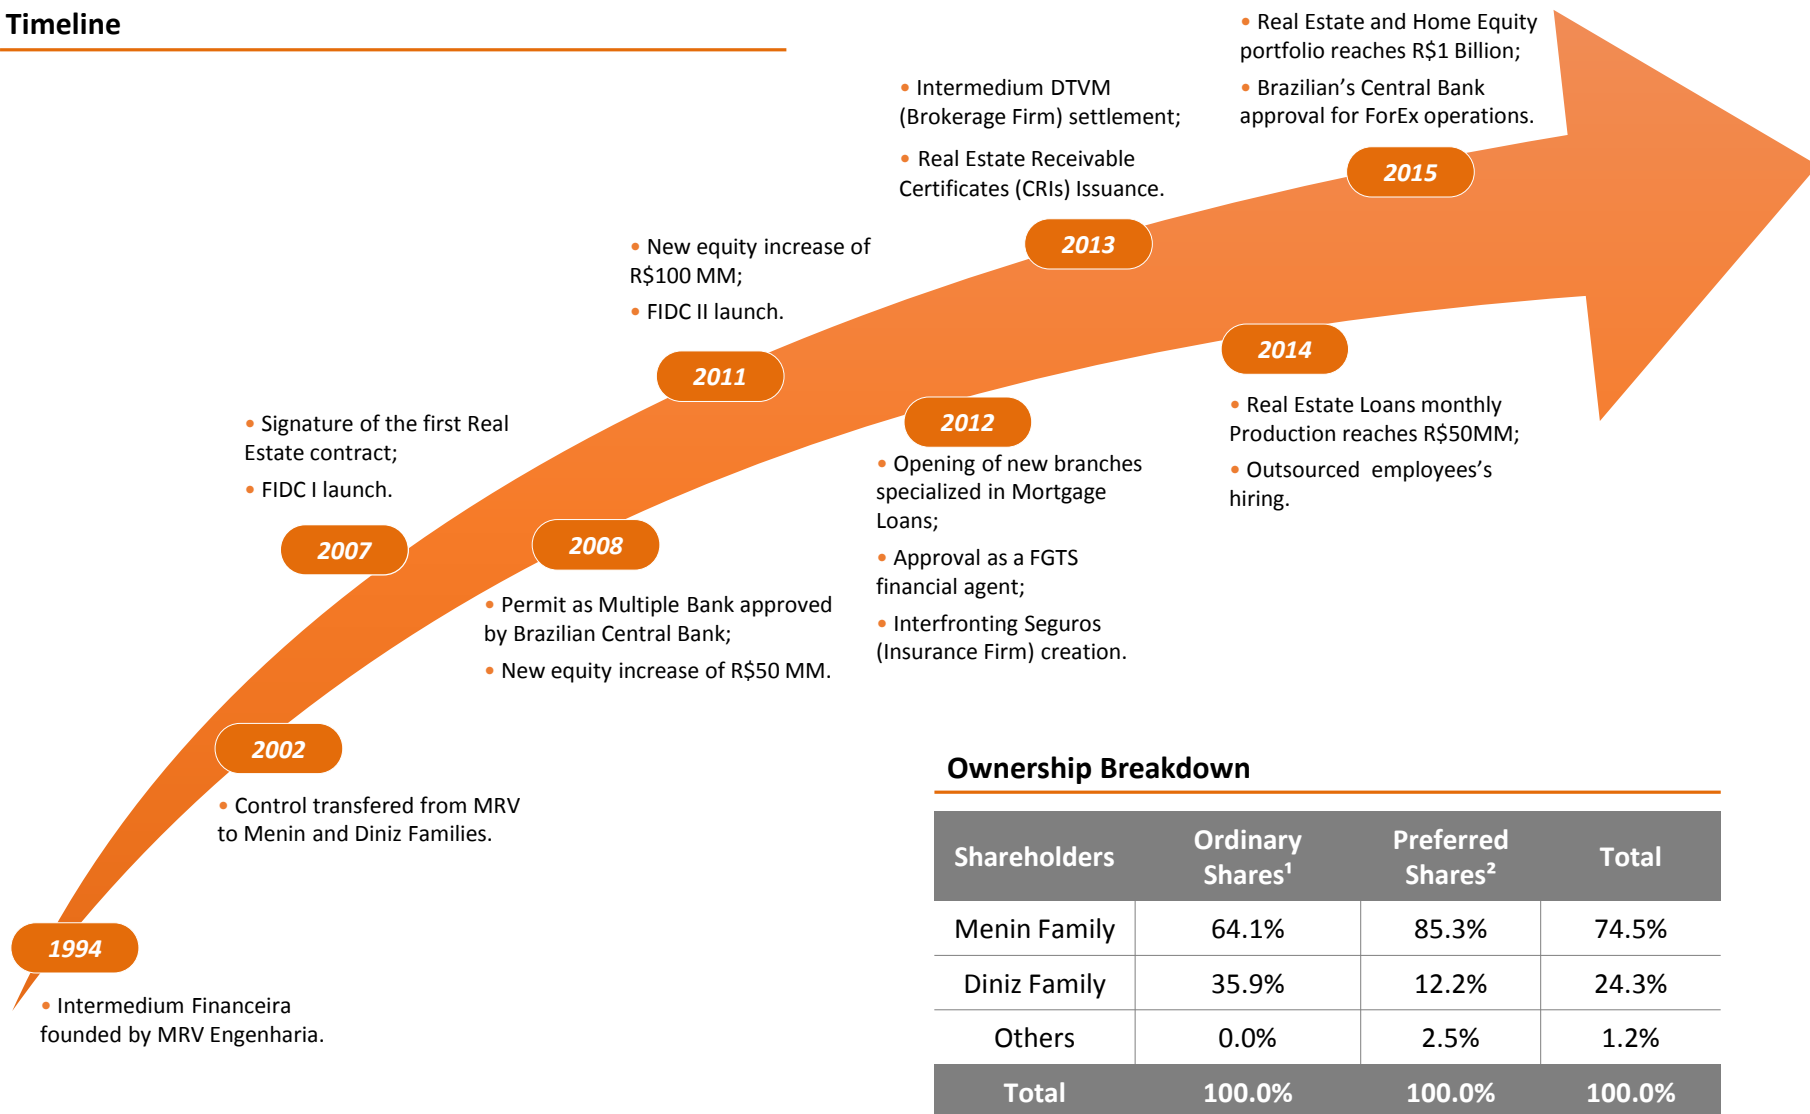 Timeline
• Real Estate and Home Equity
portfolio reaches R$1 Billion;
• Brazilian's Central Bank
approval for ForEx operations.
2015
• Intermedium DTVM
(Brokerage Firm) settlement;
• Real Estate Receivable
Certificates (CRIs) Issuance.
2013
• New equity increase of
R$100 MM;
• FIDC II launch.
2011
2014
• Real Estate Loans monthly
Production reaches R$50MM;
• Outsourced employees's
hiring.
2012
• Opening of new branches
specialized in Mortgage
Loans;
• Approval as a FGTS
financial agent;
• Interfronting Seguros
(Insurance Firm) creation.
• Signature of the first Real
Estate contract;
• FIDC I launch.
2007
2008
• Permit as Multiple Bank approved
by Brazilian Central Bank;
• New equity increase of R$50 MM.
2002
• Control transfered from MRV
to Menin and Diniz Families.
1994
• Intermedium Financeira
founded by MRV Engenharia.
Ownership Breakdown
Shareholders Ordinary Shares¹ Preferred Shares² Total
Menin Family 64.1% 85.3% 74.5%
Diniz Family 35.9% 12.2% 24.3%
Others 0.0% 2.5% 1.2%
Total 100.0% 100.0% 100.0%